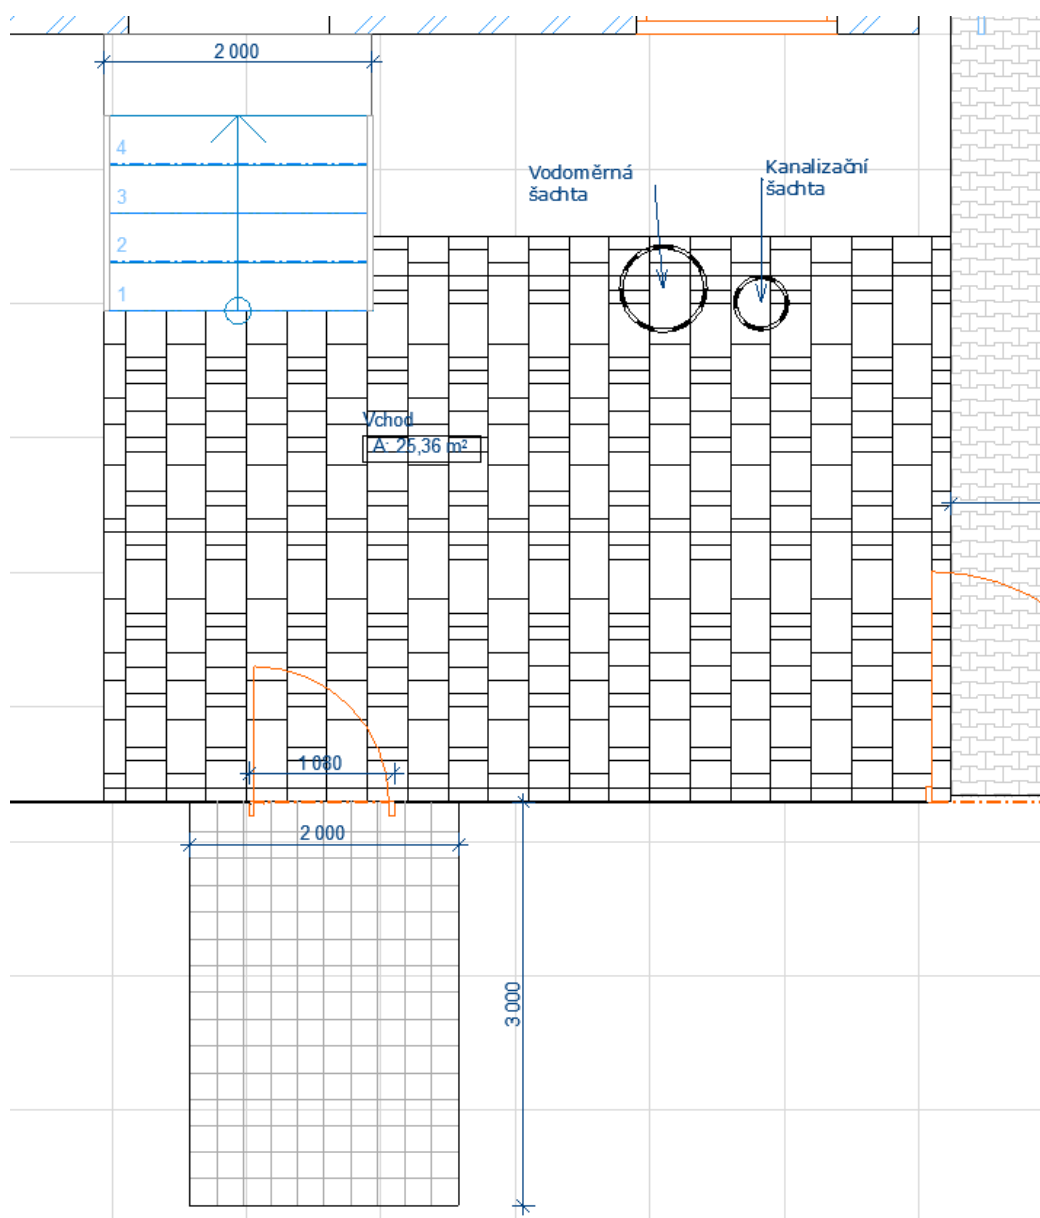 2 000
4
3
2
1
Vodoměrná
šachta
Kanalizační
šachta
Vchod
A: 25,36 m²
1 080
2 000
3 000